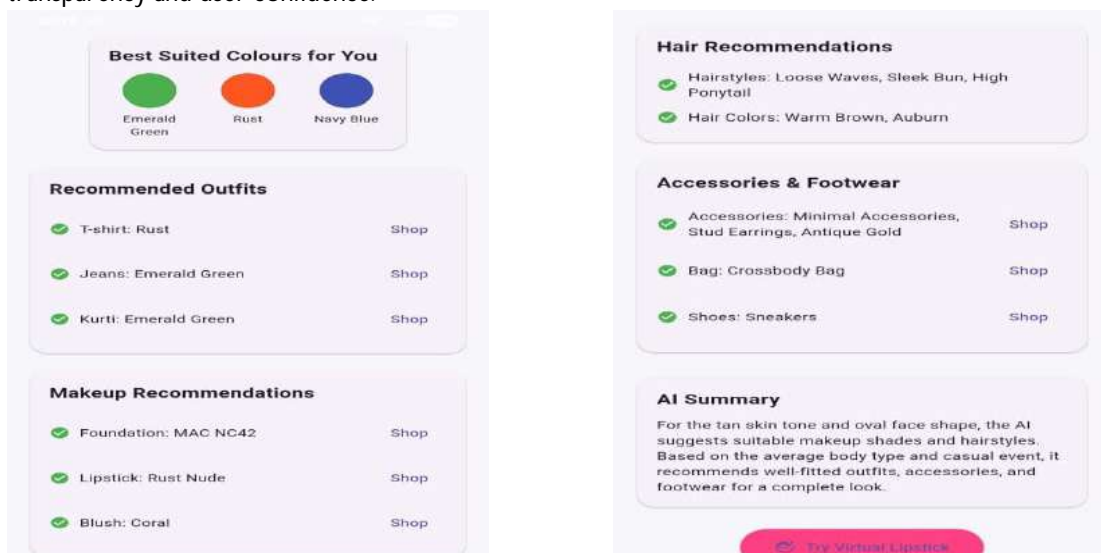 transparency and user confidence.
Best Suited Colours for You
Emerald
Green
Rust
Navy Blue
Recommended Outfits
T-shirt: Rust
Shop
Jeans: Emerald Green
Shop
Kurti: Emerald Green
Shop
Makeup Recommendations
Foundation: MAC NC42
Shop
Lipstick: Rust Nude
Shop
Blush: Coral
Shop
Hair Recommendations
Hairstyles: Loose Waves, Sleek Bun, High
Ponytail
Hair Colors: Warm Brown, Auburn
Accessories & Footwear
Accessories: Minimal Accessories,
Stud Earrings, Antique Gold
Shop
Bag: Crossbody Bag
Shop
Shoes: Sneakers
Shop
AI Summary
For the tan skin tone and oval face shape, the AI
suggests suitable makeup shades and hairstyles.
Based on the average body type and casual event, it
recommends well-fitted outfits, accessories, and
footwear for a complete look.
Try Virtual Lipstick